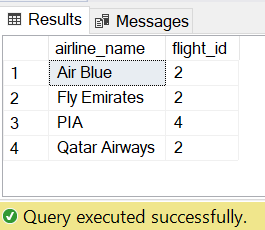 Results Messages
airline_name flight_id
1 Air Blue 2
2 Fly Emirates 2
3 PIA 4
4 Qatar Airways 2
Query executed successfully.